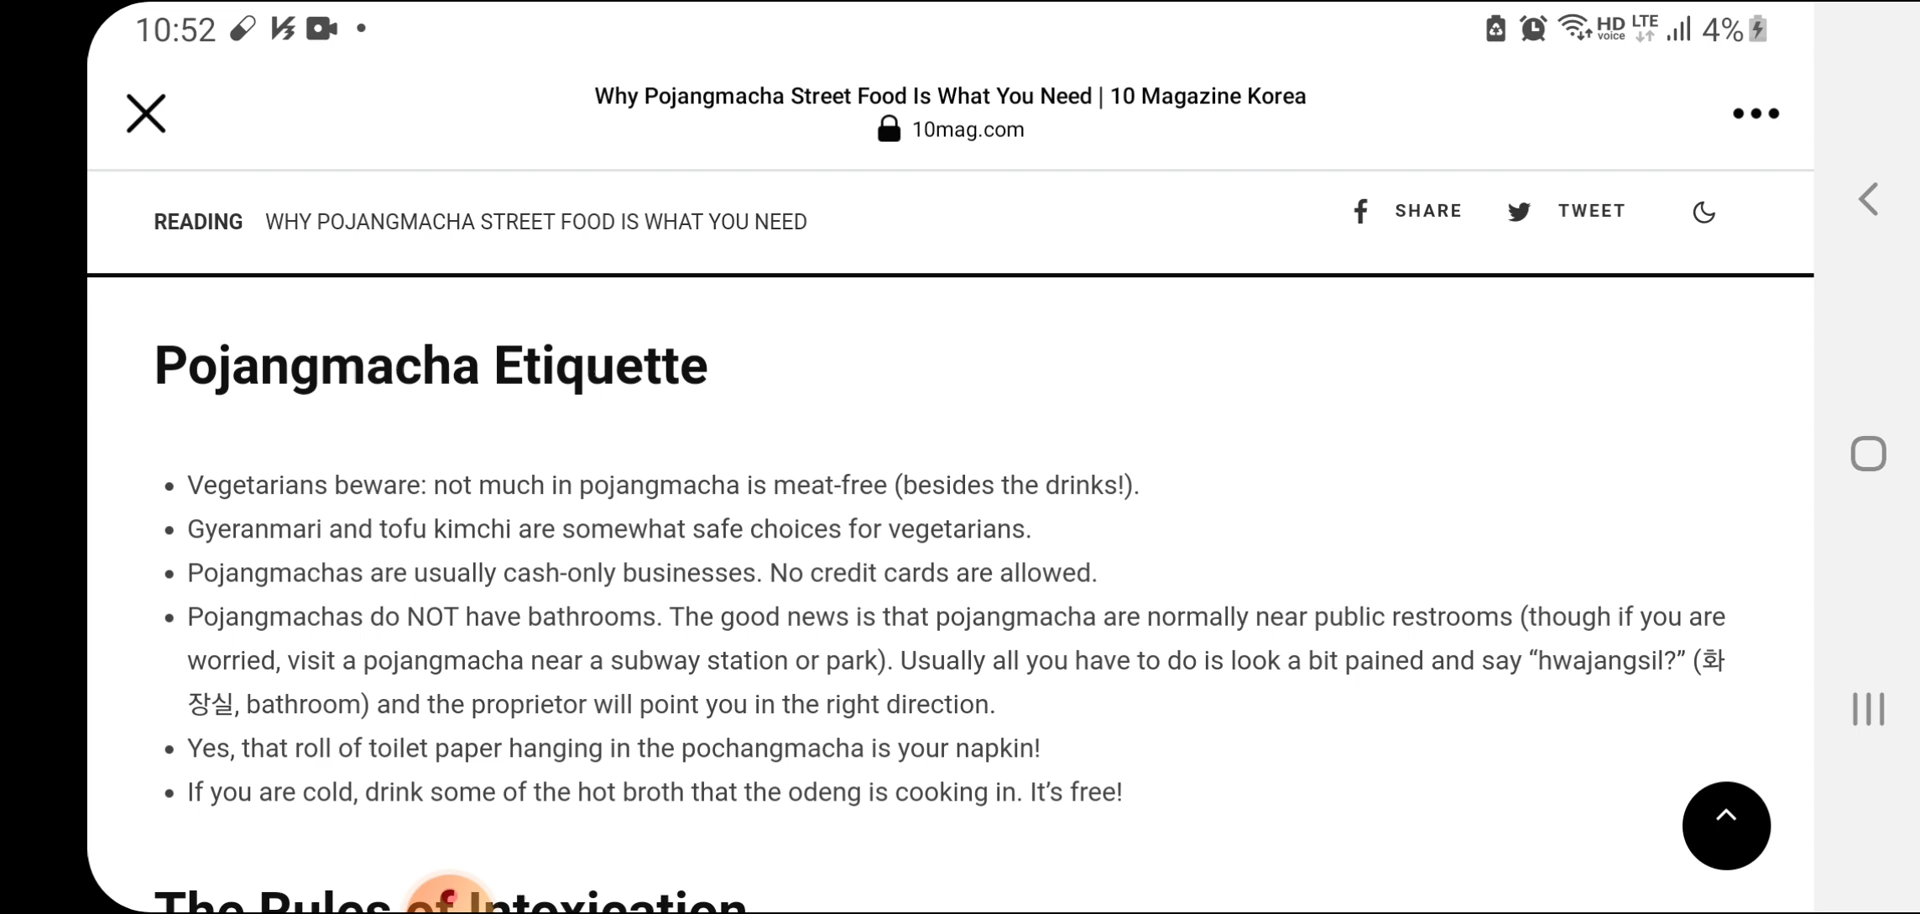 10:52
HD voice LTE 4%
Why Pojangmacha Street Food Is What You Need | 10 Magazine Korea
10mag.com
READING WHY POJANGMACHA STREET FOOD IS WHAT YOU NEED SHARE TWEET
Pojangmacha Etiquette
• Vegetarians beware: not much in pojangmacha is meat-free (besides the drinks!).
• Gyeranmari and tofu kimchi are somewhat safe choices for vegetarians.
• Pojangmachas are usually cash-only businesses. No credit cards are allowed.
• Pojangmachas do NOT have bathrooms. The good news is that pojangmacha are normally near public restrooms (though if you are
worried, visit a pojangmacha near a subway station or park). Usually all you have to do is look a bit pained and say “hwajangsil?” (화
장실, bathroom) and the proprietor will point you in the right direction.
• Yes, that roll of toilet paper hanging in the pochangmacha is your napkin!
• If you are cold, drink some of the hot broth that the odeng is cooking in. It’s free!
The Rules of Intoxication